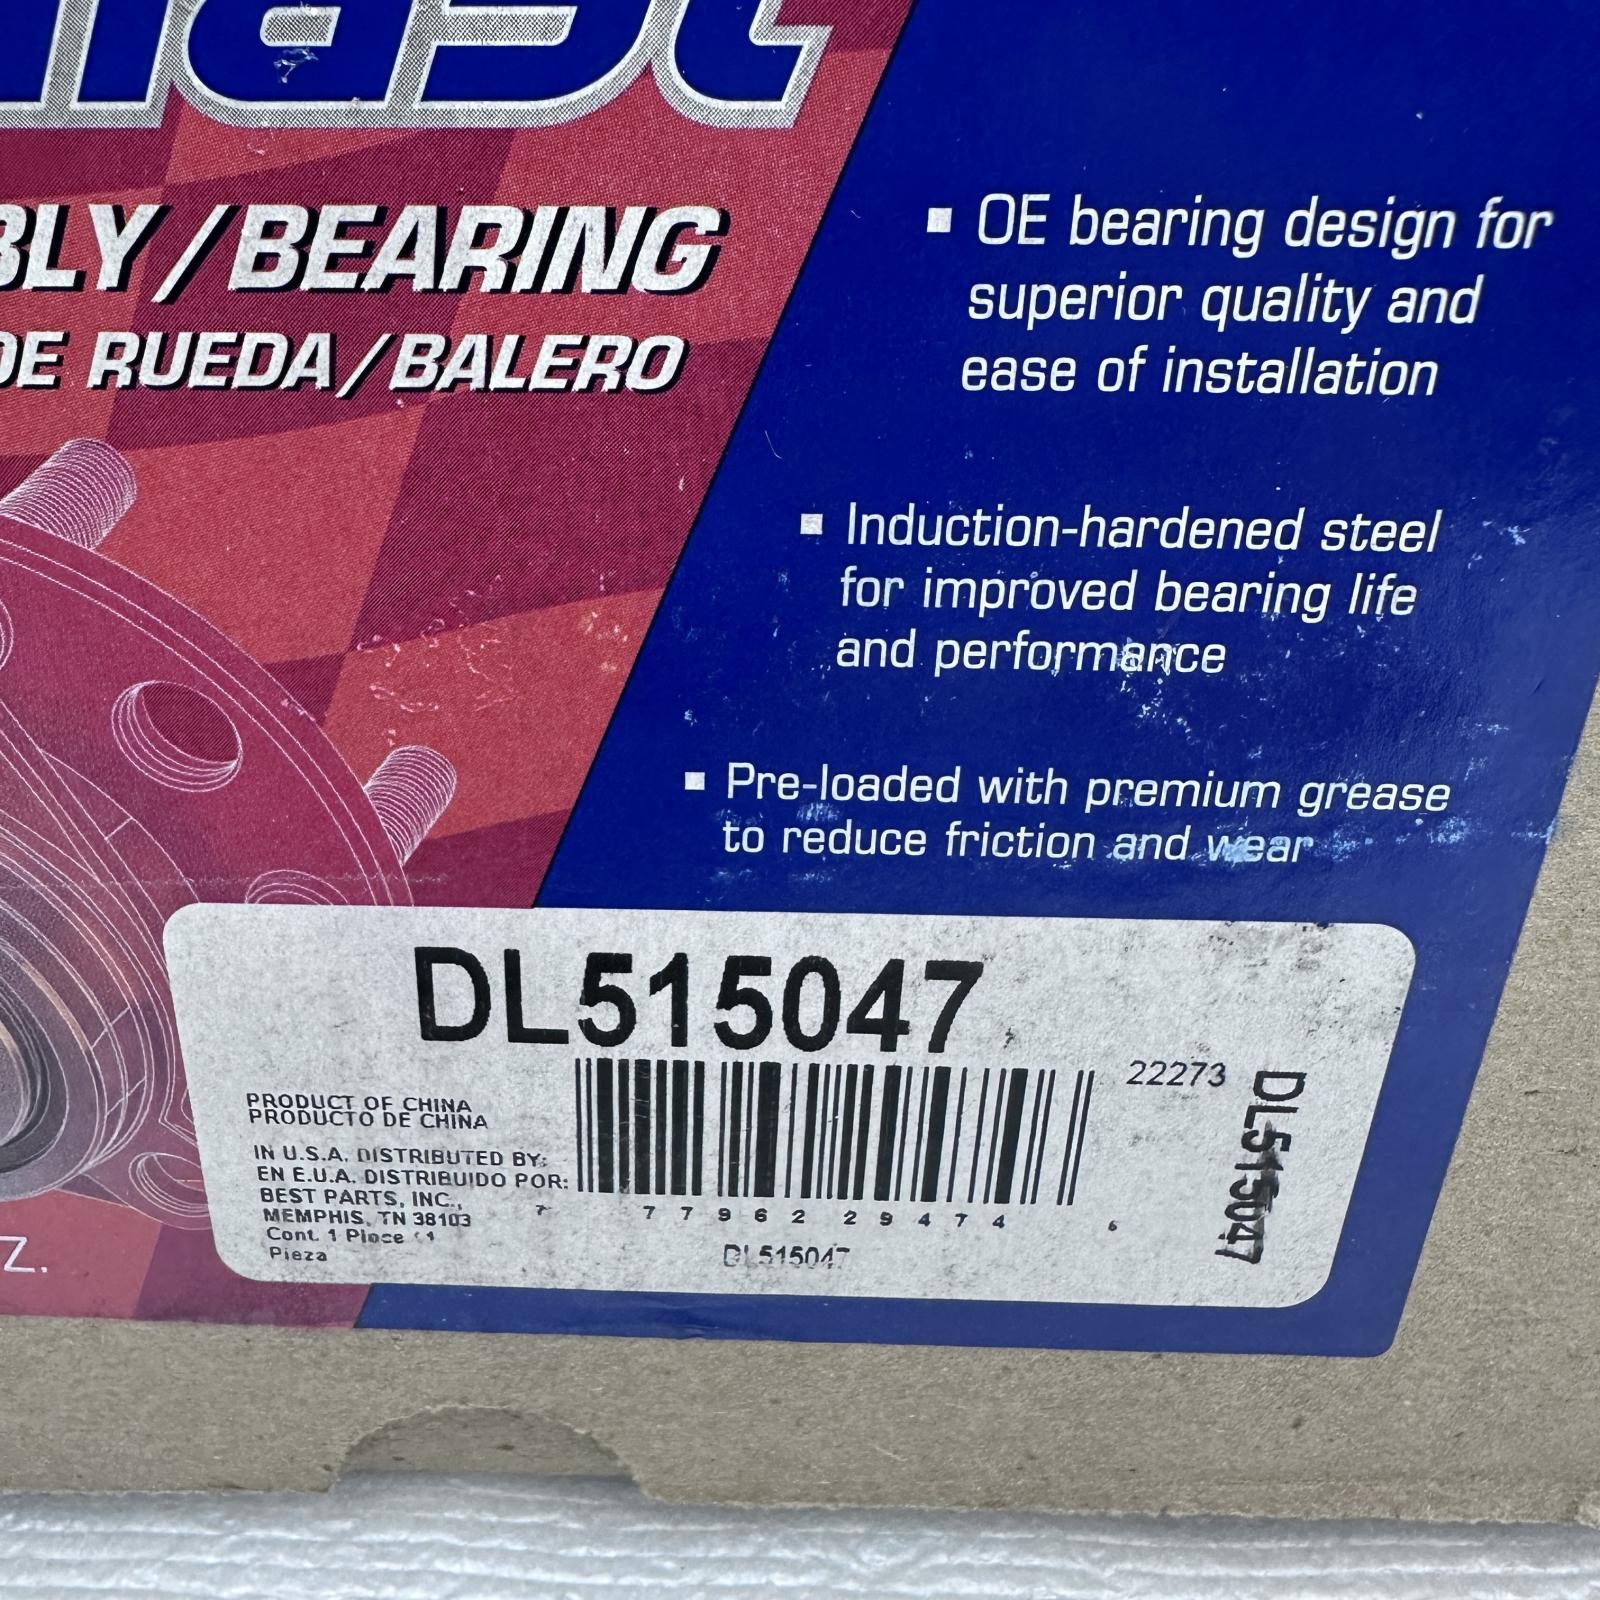 BLY/BEARING
DE RUEDA/BALERO
▪ OE bearing design for
superior quality and
ease of installation
▪ Induction-hardened steel
for improved bearing life
and performance
▪ Pre-loaded with premium grease
to reduce friction and wear
DL515047
22273
DL515047
PRODUCT OF CHINA
PRODUCTO DE CHINA
IN U.S.A. DISTRIBUTED BY:
EN E.U.A. DISTRIBUIDO POR:
BEST PARTS, INC.,
MEMPHIS, TN 38103
Cont. 1 Piece
Pieza
7 77962 29474 6
DL515047
Z.